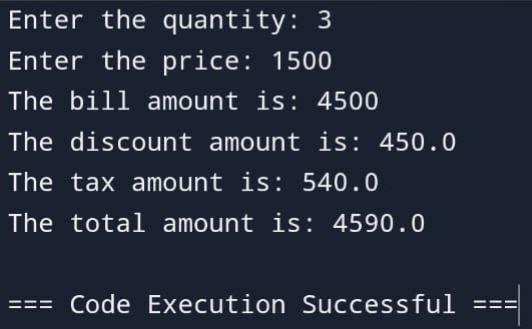 Enter the quantity: 3
Enter the price: 1500
The bill amount is: 4500
The discount amount is: 450.0
The tax amount is: 540.0
The total amount is: 4590.0
=== Code Execution Successful ===